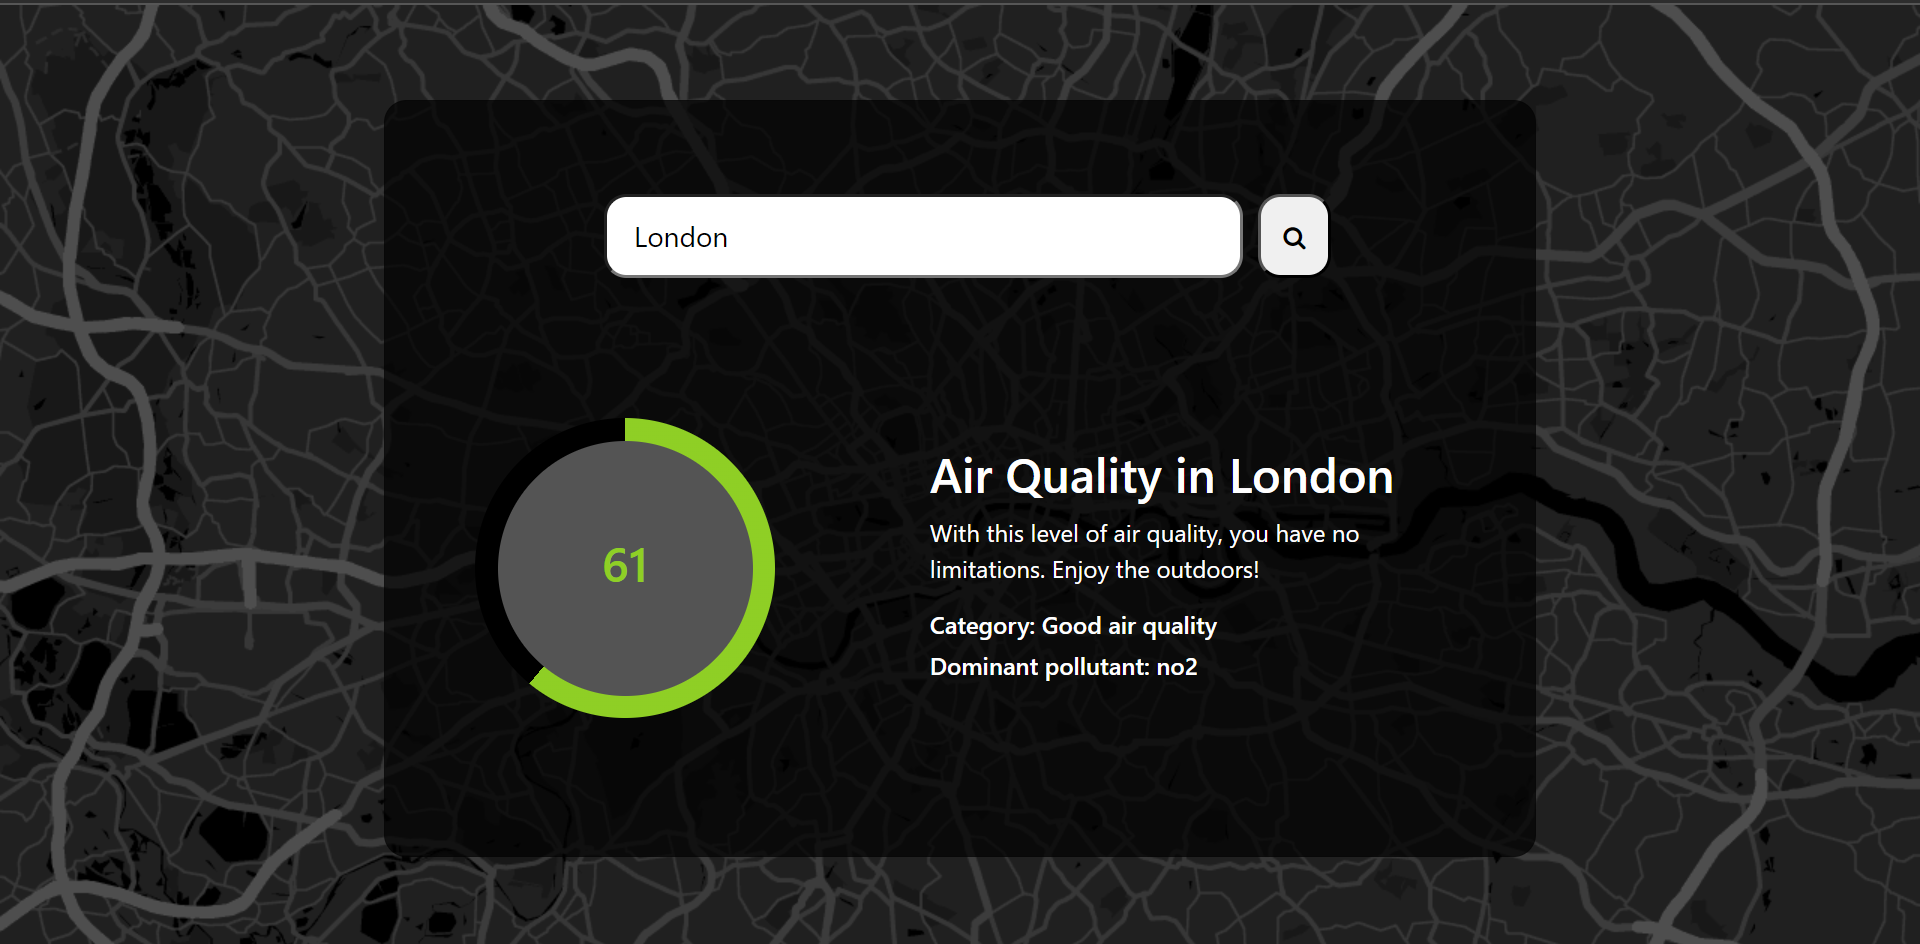 London
61
Air Quality in London
With this level of air quality, you have no
limitations. Enjoy the outdoors!
Category: Good air quality
Dominant pollutant: no2